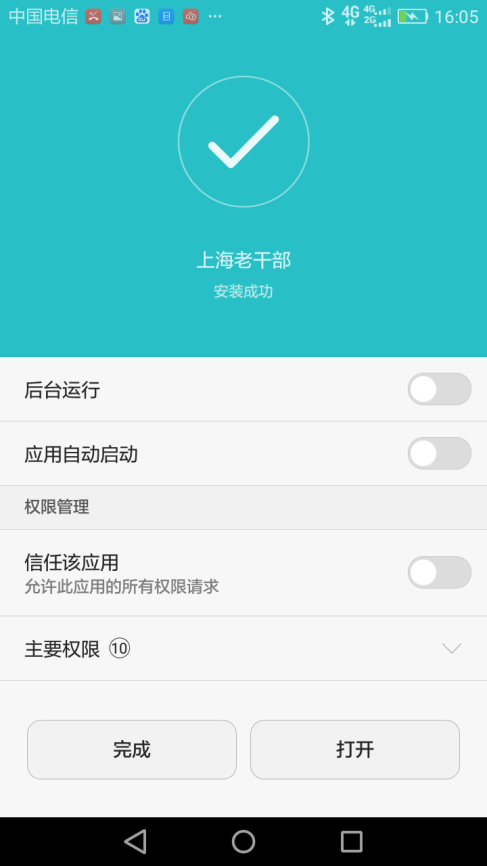 中国电信 ··· 4G 4G 2G 16:05
上海老干部
安装成功
后台运行
应用自动启动
权限管理
信任该应用
允许此应用的所有权限请求
主要权限 ⑩
完成 打开